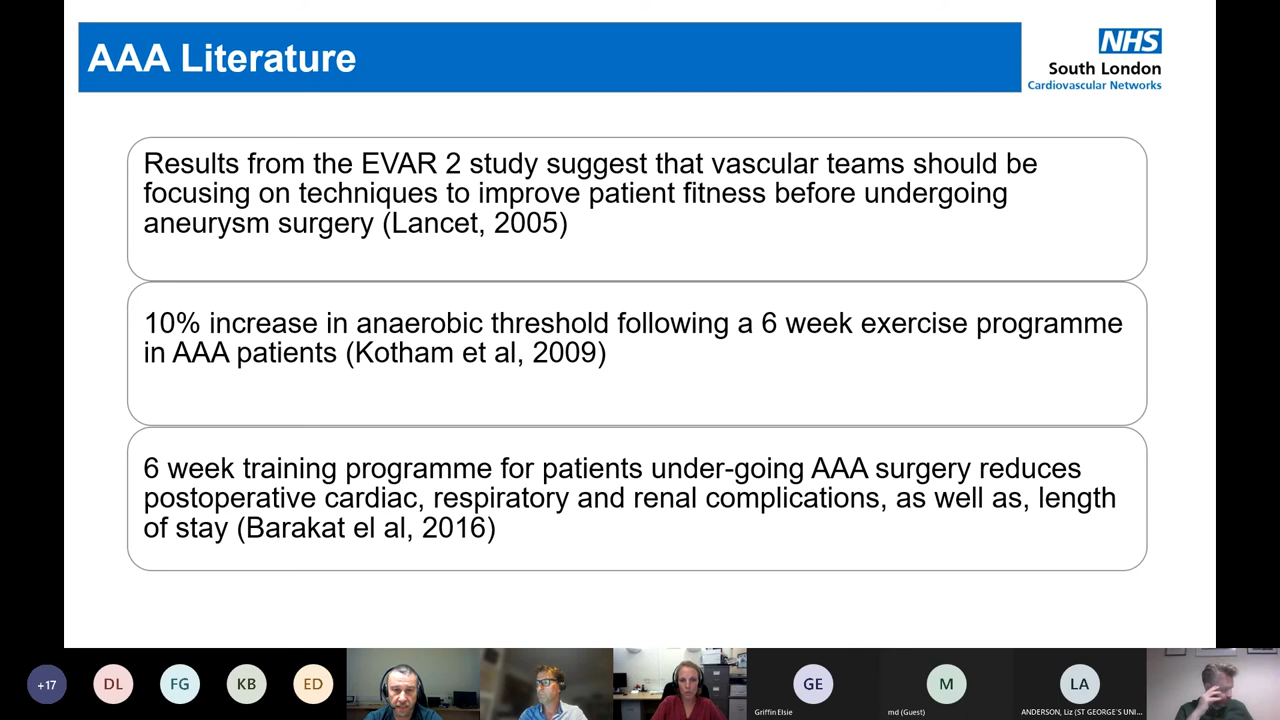 AAA Literature
NHS
South London
Cardiovascular Networks
Results from the EVAR 2 study suggest that vascular teams should be
focusing on techniques to improve patient fitness before undergoing
aneurysm surgery (Lancet, 2005)
10% increase in anaerobic threshold following a 6 week exercise programme
in AAA patients (Kotham et al, 2009)
6 week training programme for patients under-going AAA surgery reduces
postoperative cardiac, respiratory and renal complications, as well as, length
of stay (Barakat el al, 2016)
+17
DL
FG
KB
ED
GE
Griffin Elsie
M
md (Guest)
LA
ANDERSON, Liz (ST GEORGE'S UNI...